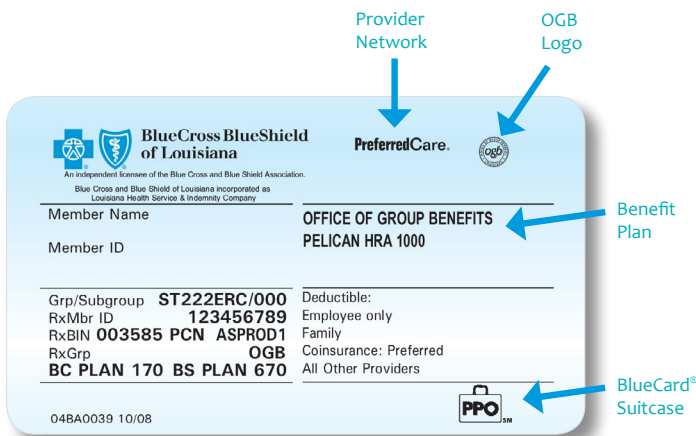 Provider
Network
OGB
Logo
BlueCross BlueShield
of Louisiana
An independent licensee of the Blue Cross and Blue Shield Association.
Blue Cross and Blue Shield of Louisiana incorporated as
Louisiana Health Service & Indemnity Company
PreferredCare®
ogb
Member Name
Member ID
OFFICE OF GROUP BENEFITS
PELICAN HRA 1000
Benefit
Plan
Grp/Subgroup ST222ERC/000
RxMbr ID 123456789
RxBIN 003585 PCN ASPROD1
RxGrp OGB
BC PLAN 170 BS PLAN 670
Deductible:
Employee only
Family
Coinsurance: Preferred
All Other Providers
04BA0039 10/08
PPO SM
BlueCard®
Suitcase